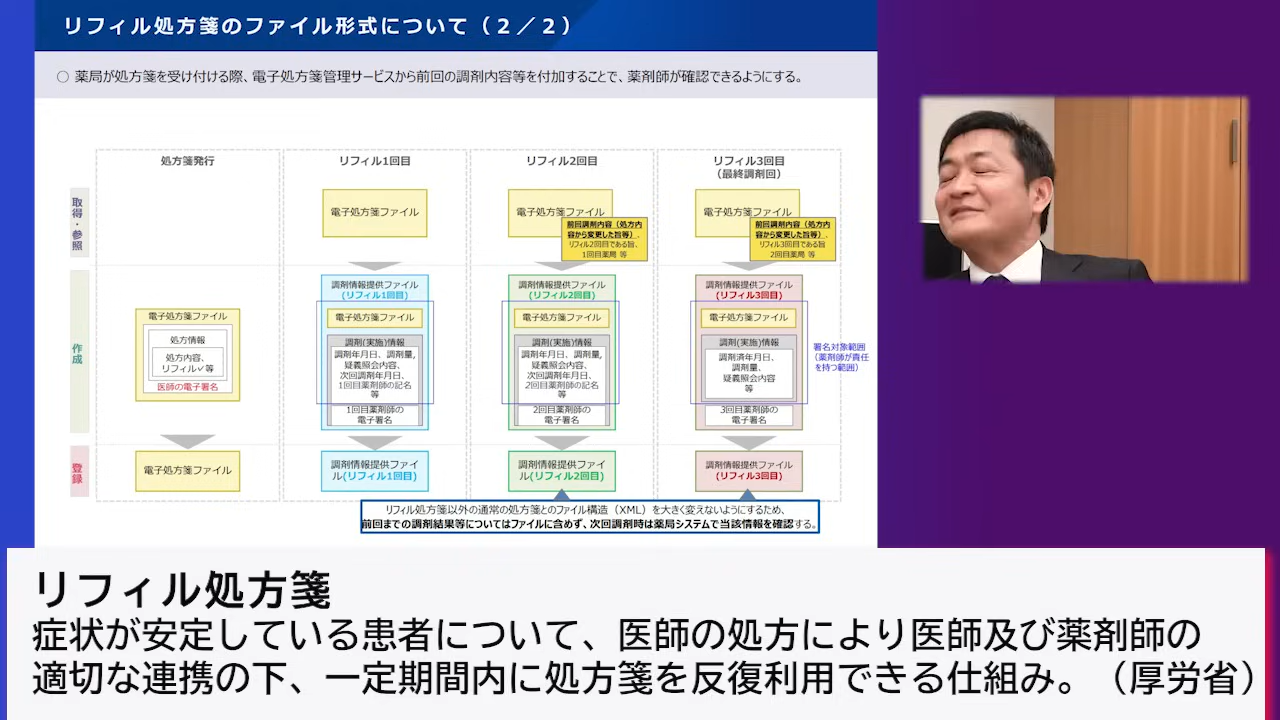 リフィル処方箋のファイル形式について（２／２）
○ 薬局が処方箋を受け付ける際、電子処方箋管理サービスから前回の調剤内容等を付加することで、薬剤師が確認できるようにする。
処方箋発行
リフィル1回目
リフィル2回目
リフィル3回目
（最終調剤回）
取得・参照
電子処方箋ファイル
電子処方箋ファイル
前回調剤内容（処方内
容から変更した旨等）、
リフィル2回目である旨、
1回目薬局 等
電子処方箋ファイル
前回調剤内容（処方内
容から変更した旨等）、
リフィル3回目である旨
2回目薬局 等
作成
電子処方箋ファイル
処方情報
処方内容、
リフィル✓等
医師の電子署名
調剤情報提供ファイル
(リフィル1回目)
電子処方箋ファイル
調剤(実施)情報
調剤年月日、調剤量、
疑義照会内容、
次回調剤年月日、
1回目薬剤師の記名
等
1回目薬剤師の
電子署名
調剤情報提供ファイル
(リフィル2回目)
電子処方箋ファイル
調剤(実施)情報
調剤年月日、調剤量、
疑義照会内容、
次回調剤年月日、
2回目薬剤師の記名
等
2回目薬剤師の
電子署名
調剤情報提供ファイル
(リフィル3回目)
電子処方箋ファイル
調剤(実施)情報
調剤済年月日、
調剤量、
疑義照会内容
等
3回目薬剤師の
電子署名
署名対象範囲
（薬剤師が責任
を持つ範囲）
登録
電子処方箋ファイル
調剤情報提供ファイ
ル(リフィル1回目)
調剤情報提供ファイ
ル(リフィル2回目)
調剤情報提供ファイル
(リフィル3回目)
リフィル処方箋以外の通常の処方箋とのファイル構造（XML）を大きく変えないようにするため、
前回までの調剤結果等についてはファイルに含めず、次回調剤時は薬局システムで当該情報を確認する。
リフィル処方箋
症状が安定している患者について、医師の処方により医師及び薬剤師の
適切な連携の下、一定期間内に処方箋を反復利用できる仕組み。（厚労省）